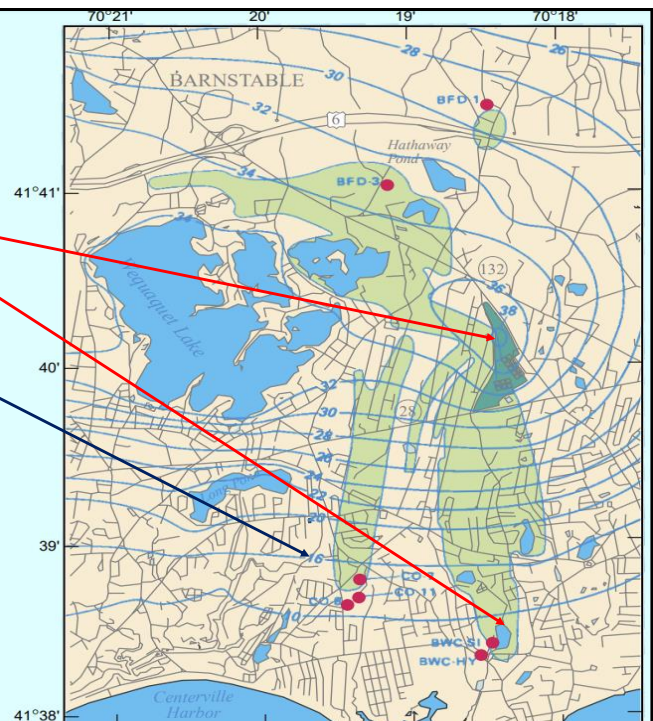 70°21' 20' 19' 70°18'
28
26
30
BARNSTABLE
BFD-1
32
6
Hathaway
Pond
34
41°41'
BFD-3
34
132
36
38
Wequaquet Lake
40'
32
28
30
28
26
24
Long Pond
22
20
39'
16
CO-
CO-11
CO-8
10
BWC-SI
BWC-HY
Centerville
Harbor
41°38'